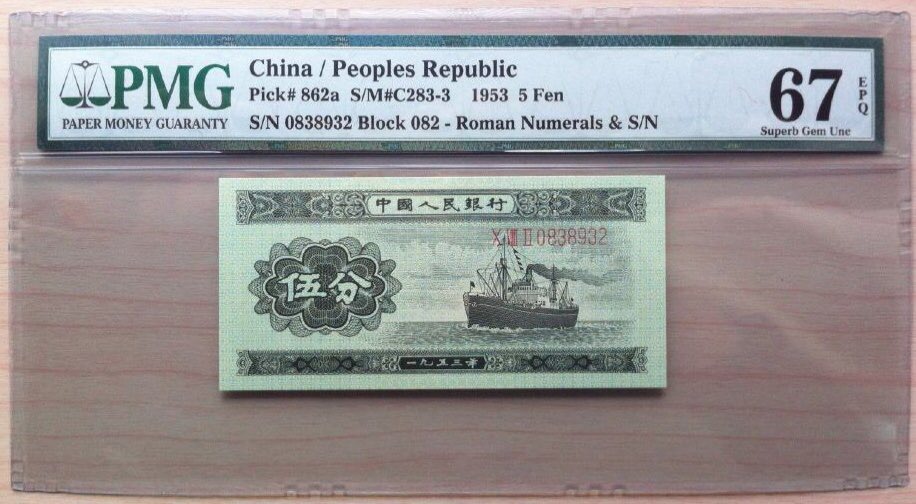 PMG
PAPER MONEY GUARANTY
China / Peoples Republic
Pick# 862a S/M#C283-3 1953 5 Fen
S/N 0838932 Block 082 - Roman Numerals & S/N
67
EPQ
Superb Gem Unc
中國人民銀行
X VIII II 0838932
伍分
一九五三年